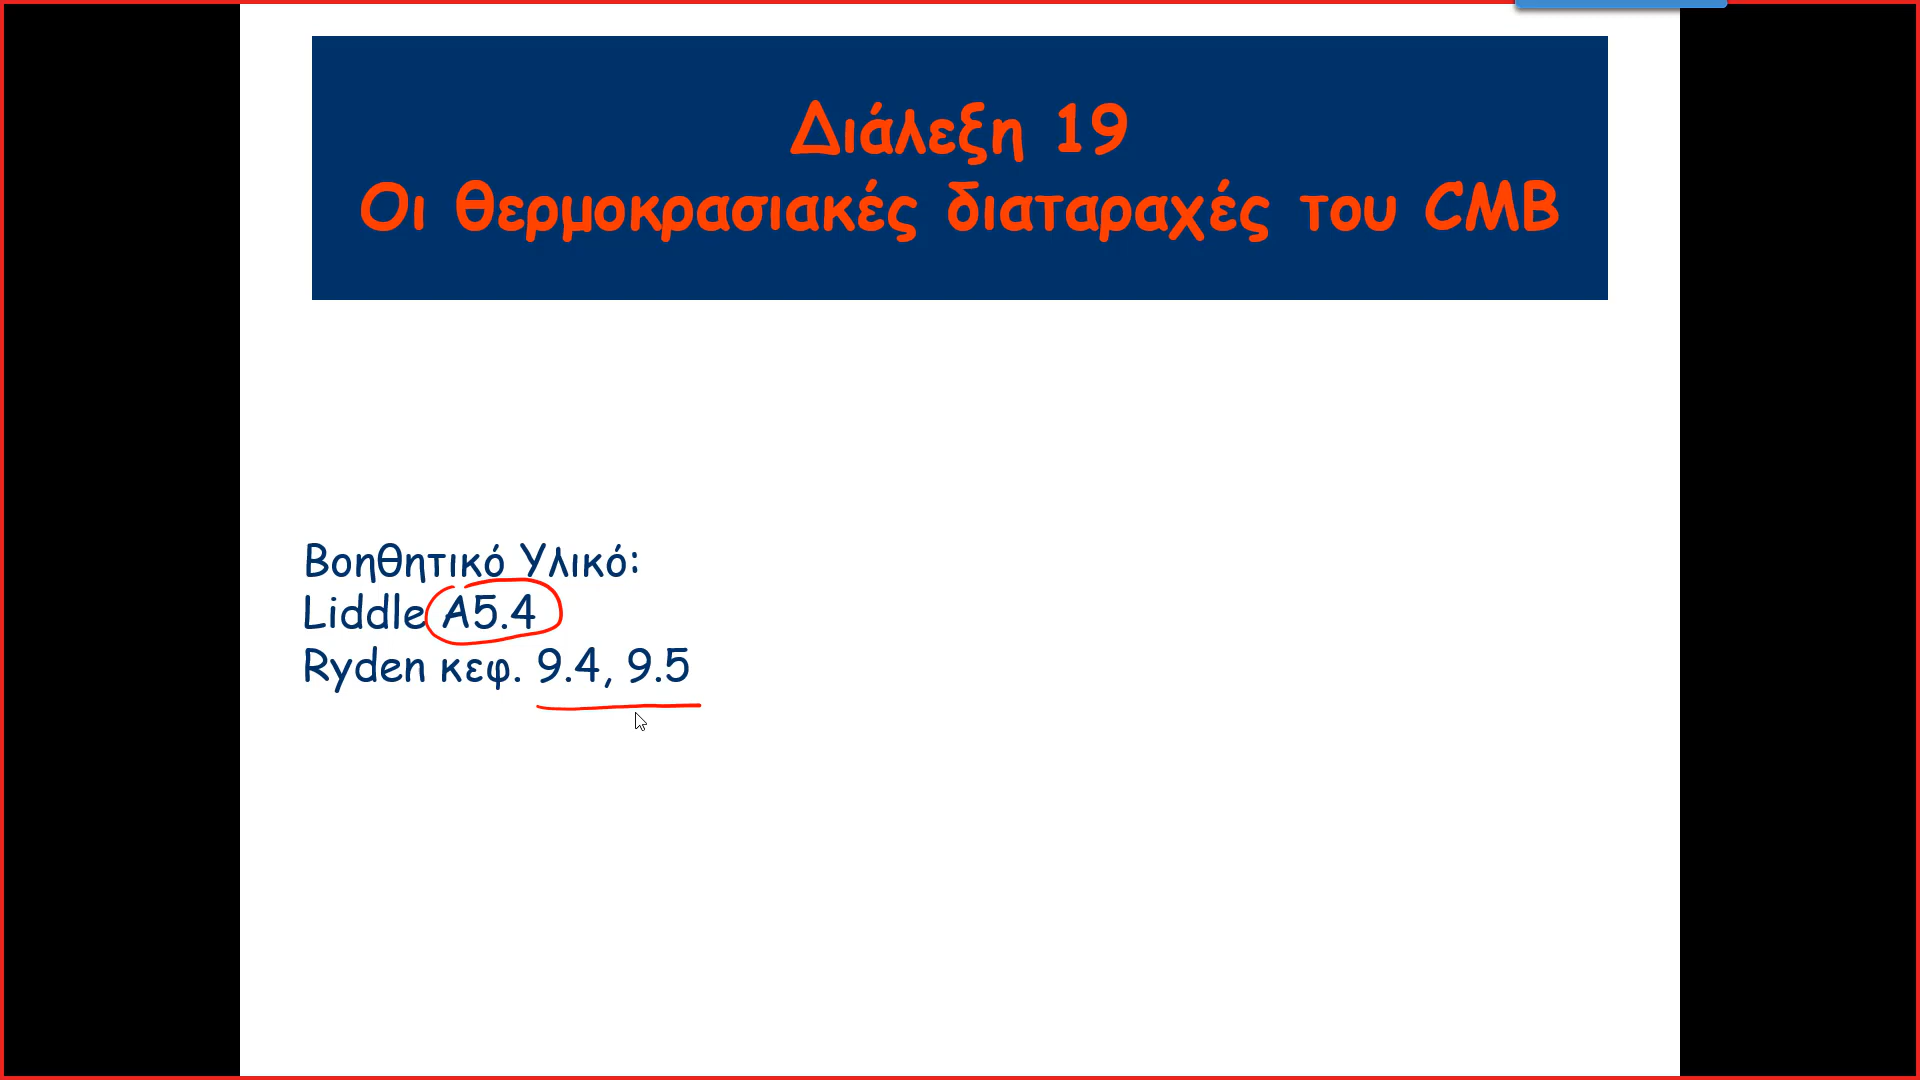 Διάλεξη 19
Οι θερμοκρασιακές διαταραχές του CMB
Βοηθητικό Υλικό:
Liddle A5.4
Ryden κεφ. 9.4, 9.5